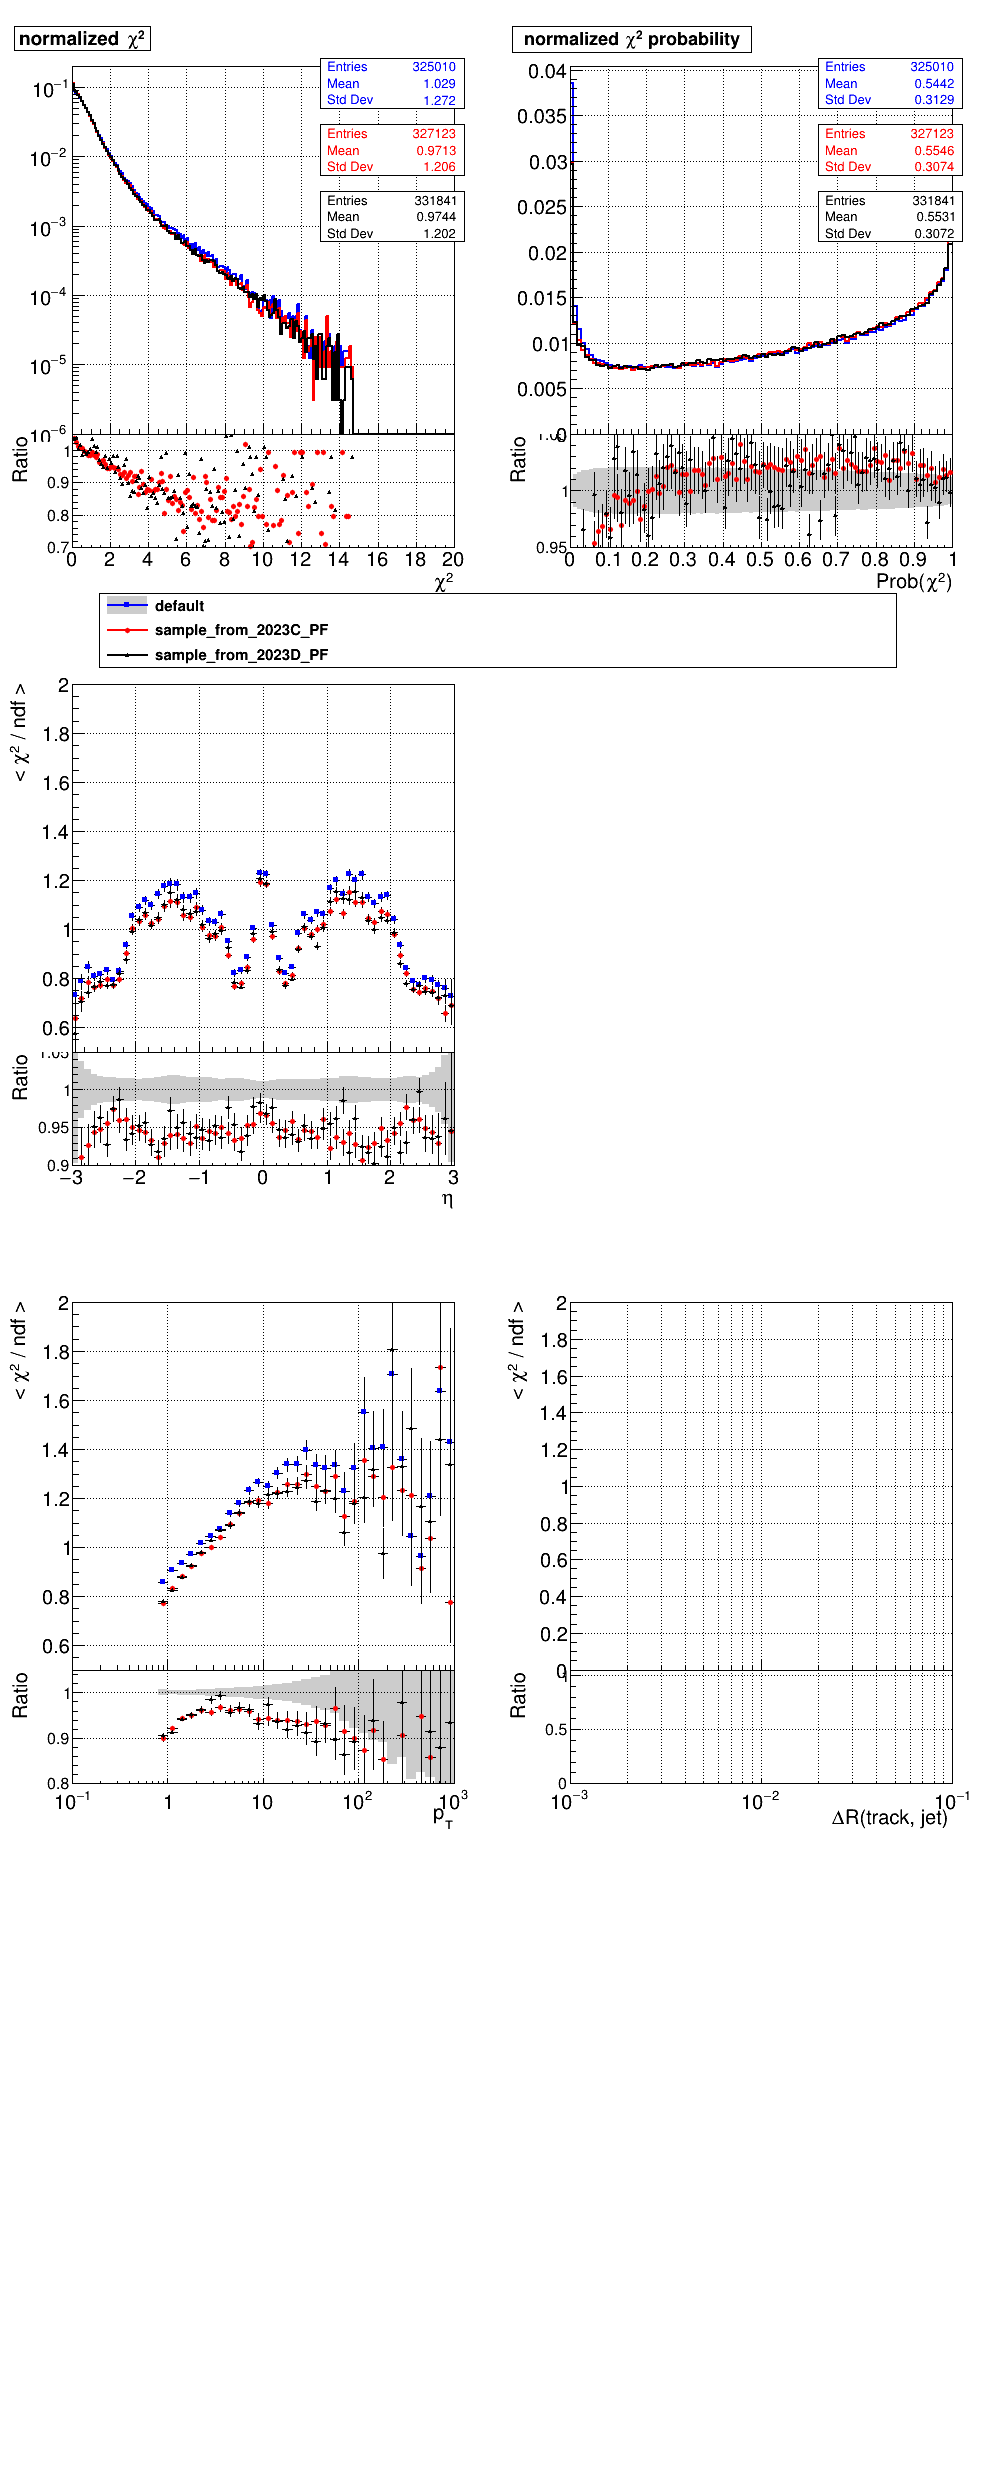 normalized χ²
Entries 325010
Mean 1.029
Std Dev 1.272
Entries 327123
Mean 0.9713
Std Dev 1.206
Entries 331841
Mean 0.9744
Std Dev 1.202
10⁻¹
10⁻²
10⁻³
10⁻⁴
10⁻⁵
10⁻⁶
Ratio
1
0.9
0.8
0.7
0 2 4 6 8 10 12 14 16 18 20
χ²
normalized χ² probability
Entries 325010
Mean 0.5442
Std Dev 0.3129
Entries 327123
Mean 0.5546
Std Dev 0.3074
Entries 331841
Mean 0.5531
Std Dev 0.3072
0.04
0.035
0.03
0.025
0.02
0.015
0.01
0.005
0
Ratio
1
0.95
0 0.1 0.2 0.3 0.4 0.5 0.6 0.7 0.8 0.9 1
Prob(χ²)
default
sample_from_2023C_PF
sample_from_2023D_PF
< χ² / ndf >
2
1.8
1.6
1.4
1.2
1
0.8
0.6
Ratio
1.05
1
0.95
0.9
−3 −2 −1 0 1 2 3
η
< χ² / ndf >
2
1.8
1.6
1.4
1.2
1
0.8
0.6
Ratio
1
0.9
0.8
10⁻¹ 1 10 10² 10³
p_T
< χ² / ndf >
2
1.8
1.6
1.4
1.2
1
0.8
0.6
0.4
0.2
0
Ratio
1
0.5
0
10⁻³ 10⁻² 10⁻¹
ΔR(track, jet)